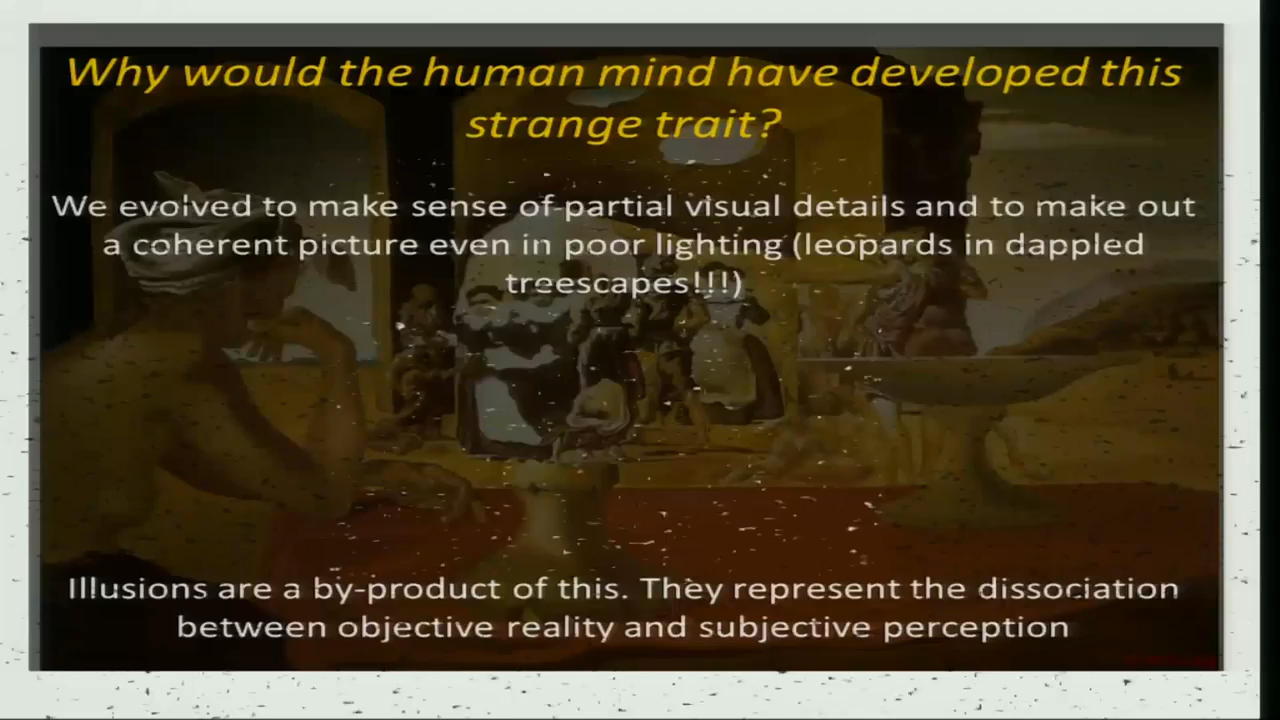 Why would the human mind have developed this
strange trait?
We evolved to make sense of partial visual details and to make out
a coherent picture even in poor lighting (leopards in dappled
treescapes!!!)
Illusions are a by-product of this. They represent the dissociation
between objective reality and subjective perception